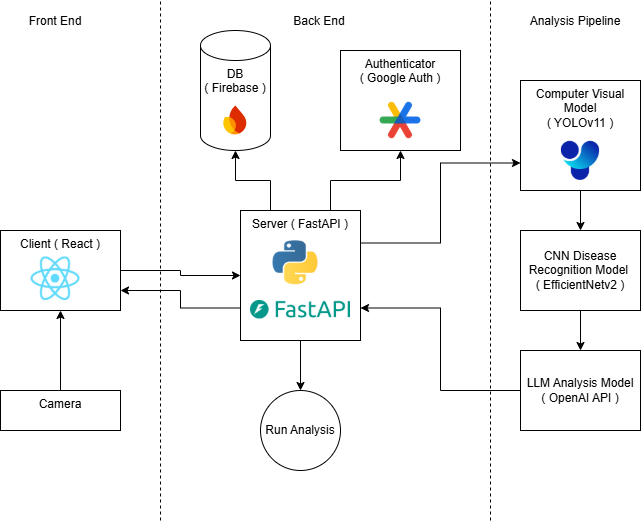 Front End
Back End
Analysis Pipeline
DB
( Firebase )
Authenticator
( Google Auth )
Computer Visual
Model
( YOLOv11 )
Client ( React )
Server ( FastAPI )
FastAPI
CNN Disease
Recognition Model
( EfficientNetv2 )
Camera
Run Analysis
LLM Analysis Model
( OpenAI API )